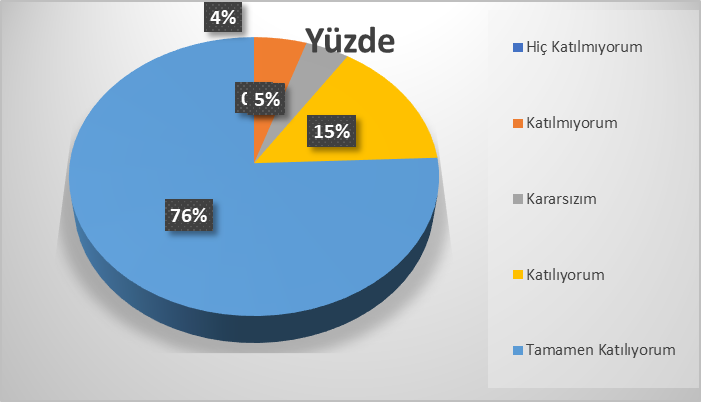 4%
Yüzde
5%
15%
76%
Hiç Katılmıyorum
Katılmıyorum
Kararsızım
Katılıyorum
Tamamen Katılıyorum